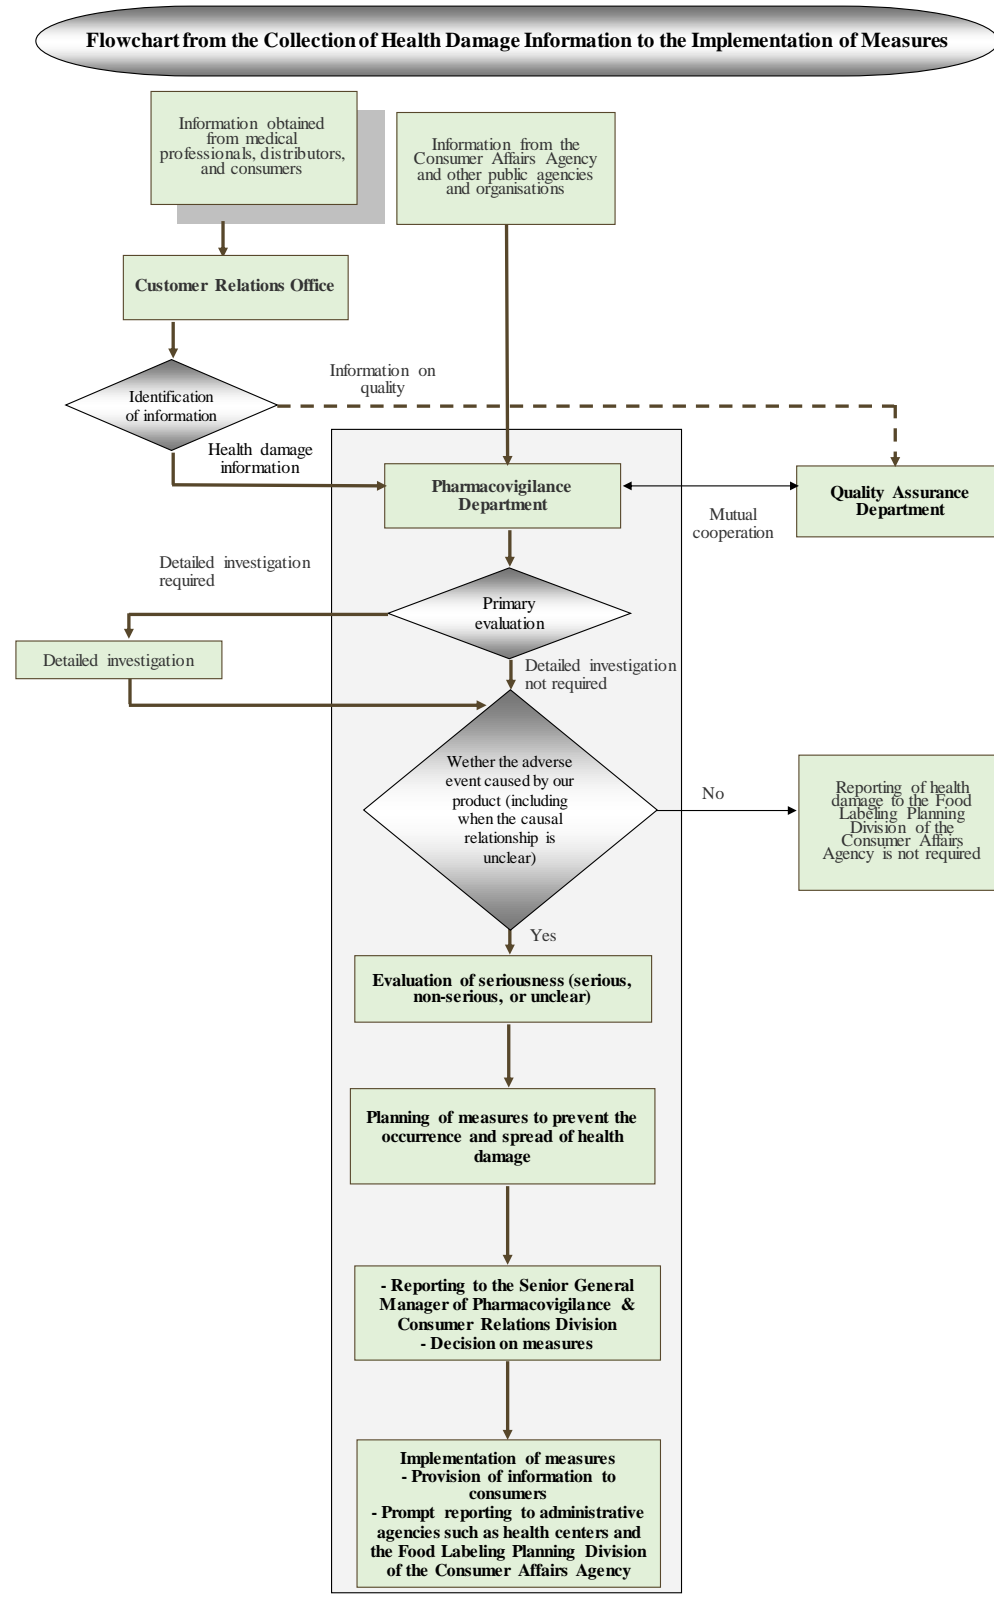 Flowchart from the Collection of Health Damage Information to the Implementation of Measures
Information obtained
from medical
professionals, distributors,
and consumers
Information from the
Consumer Affairs Agency
and other public agencies
and organisations
Customer Relations Office
Identification
of information
Information on
quality
Health damage
information
Pharmacovigilance
Department
Mutual
cooperation
Quality Assurance
Department
Detailed investigation
required
Primary
evaluation
Detailed investigation
Detailed investigation
not required
Wether the adverse
event caused by our
product (including
when the causal
relationship is
unclear)
No
Reporting of health
damage to the Food
Labeling Planning
Division of the
Consumer Affairs
Agency is not required
Yes
Evaluation of seriousness (serious,
non-serious, or unclear)
Planning of measures to prevent the
occurrence and spread of health
damage
- Reporting to the Senior General
Manager of Pharmacovigilance &
Consumer Relations Division
- Decision on measures
Implementation of measures
- Provision of information to
consumers
- Prompt reporting to administrative
agencies such as health centers and
the Food Labeling Planning Division
of the Consumer Affairs Agency